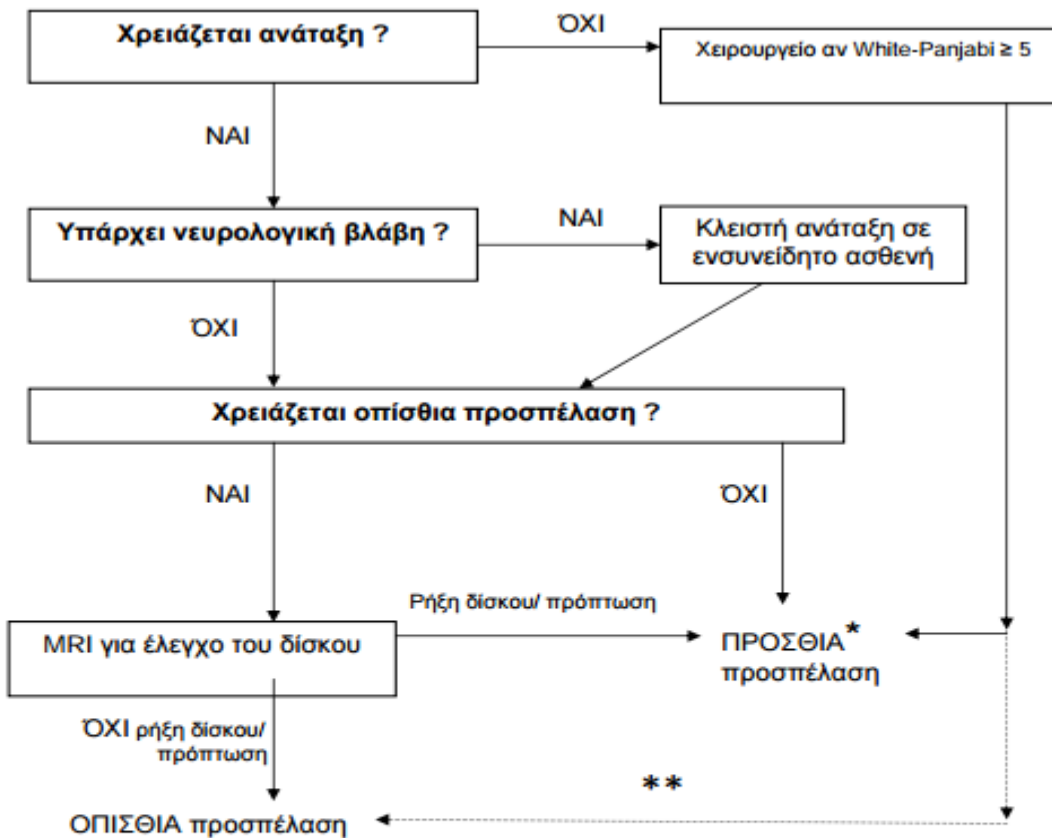 Χρειάζεται ανάταξη ?
ΌΧΙ
Χειρουργείο αν White-Panjabi ≥ 5
ΝΑΙ
Υπάρχει νευρολογική βλάβη ?
ΝΑΙ
Κλειστή ανάταξη σε
ενσυνείδητο ασθενή
ΌΧΙ
Χρειάζεται οπίσθια προσπέλαση ?
ΝΑΙ
ΌΧΙ
Ρήξη δίσκου/ πρόπτωση
MRI για έλεγχο του δίσκου
ΠΡΟΣΘΙΑ*
προσπέλαση
ΌΧΙ ρήξη δίσκου/
πρόπτωση
**
ΟΠΙΣΘΙΑ προσπέλαση